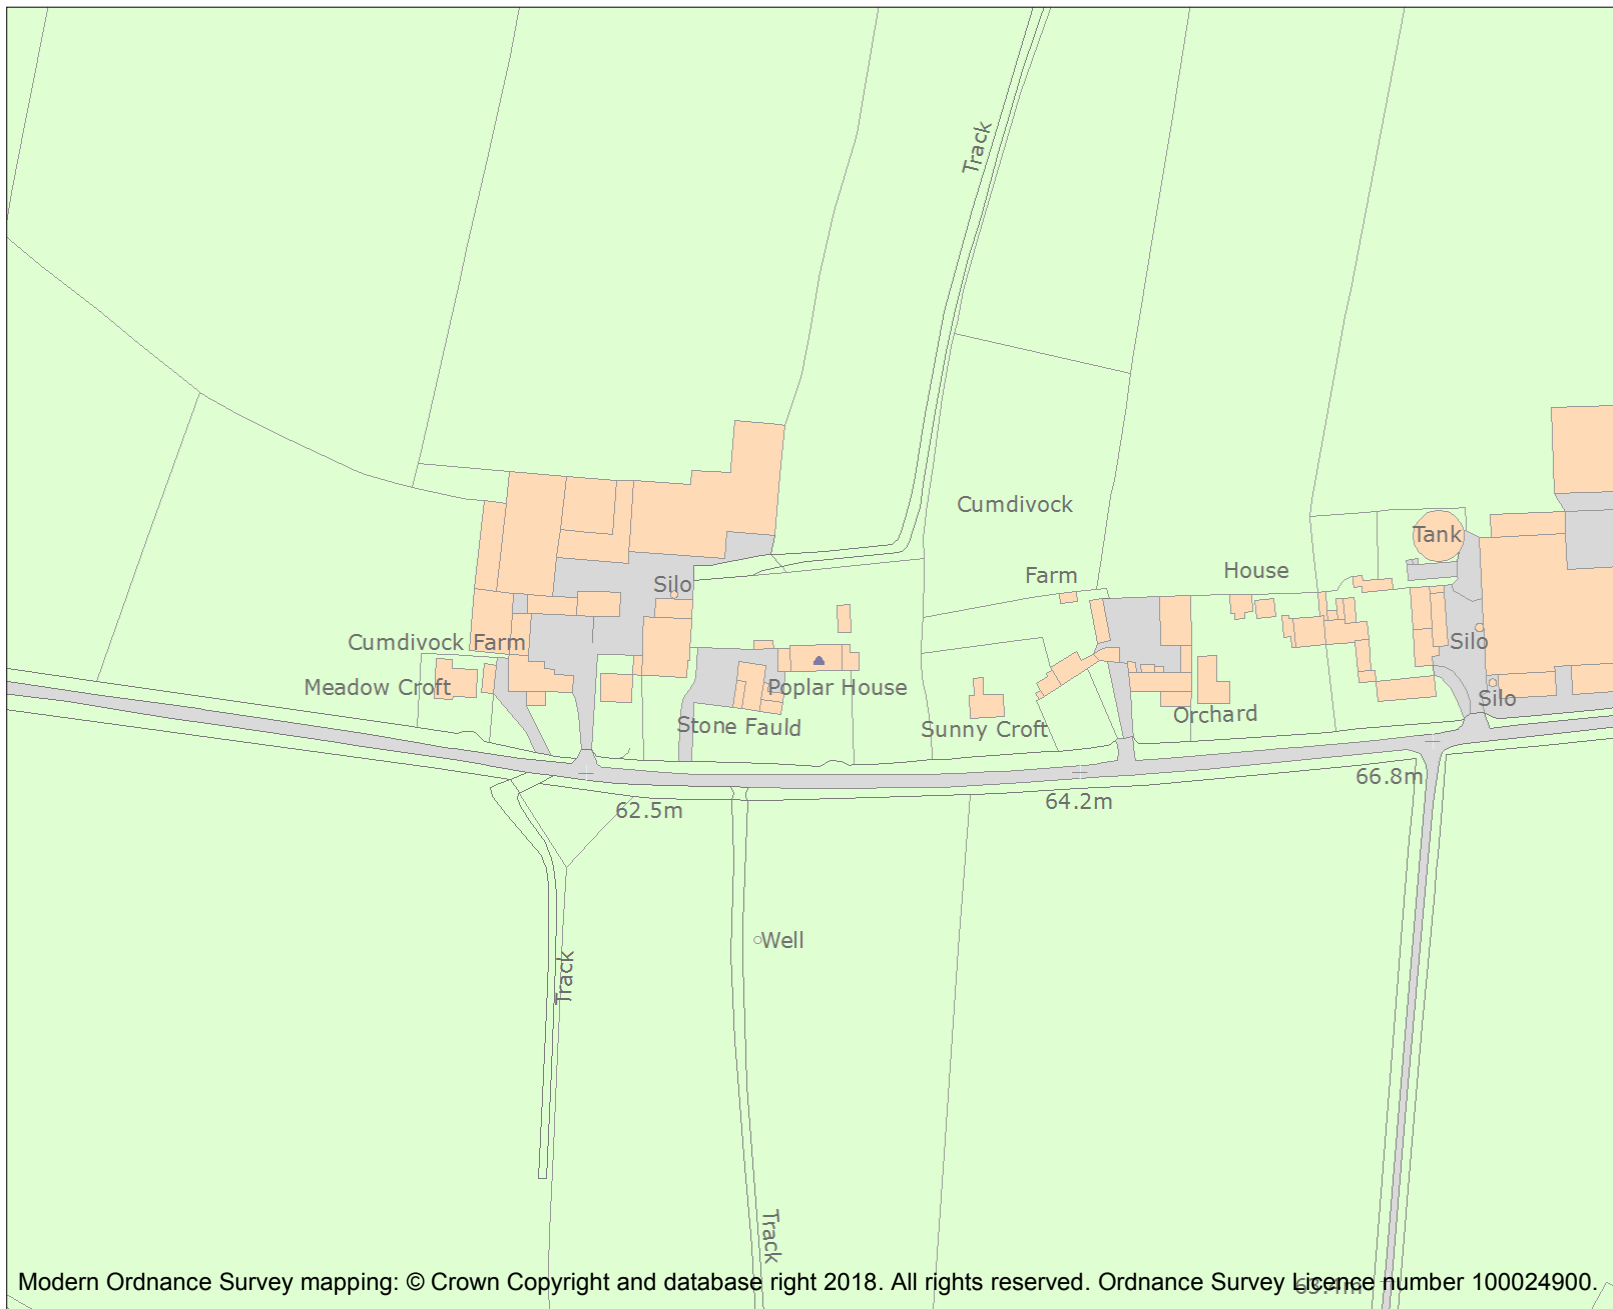 Track
Cumdivock
Tank
House
Farm
Silo
Cumdivock Farm
Silo
Meadow Croft
Poplar House
Silo
Orchard
Stone Fauld
Sunny Croft
66.8m
64.2m
62.5m
Well
Track
Track
63.4m
Modern Ordnance Survey mapping: © Crown Copyright and database right 2018. All rights reserved. Ordnance Survey Licence number 100024900.